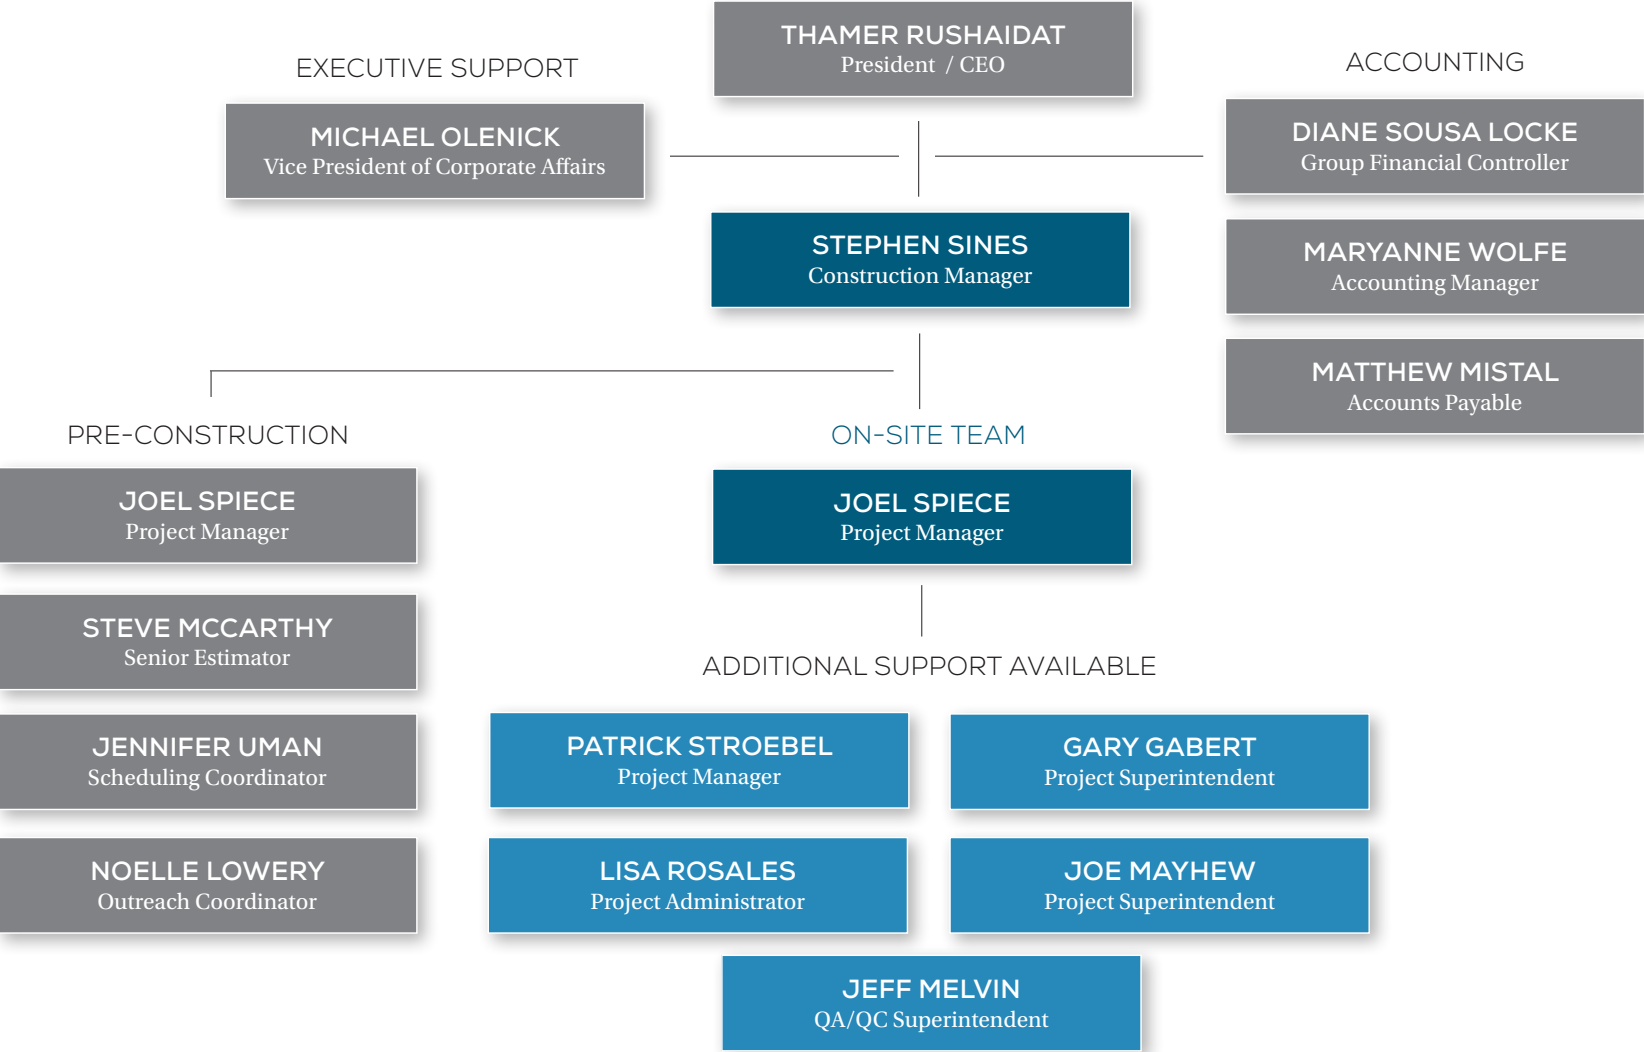 THAMER RUSHAIDAT
President / CEO
EXECUTIVE SUPPORT
MICHAEL OLENICK
Vice President of Corporate Affairs
ACCOUNTING
DIANE SOUSA LOCKE
Group Financial Controller
MARYANNE WOLFE
Accounting Manager
MATTHEW MISTAL
Accounts Payable
STEPHEN SINES
Construction Manager
PRE-CONSTRUCTION
JOEL SPIECE
Project Manager
STEVE MCCARTHY
Senior Estimator
JENNIFER UMAN
Scheduling Coordinator
NOELLE LOWERY
Outreach Coordinator
ON-SITE TEAM
JOEL SPIECE
Project Manager
ADDITIONAL SUPPORT AVAILABLE
PATRICK STROEBEL
Project Manager
GARY GABERT
Project Superintendent
LISA ROSALES
Project Administrator
JOE MAYHEW
Project Superintendent
JEFF MELVIN
QA/QC Superintendent